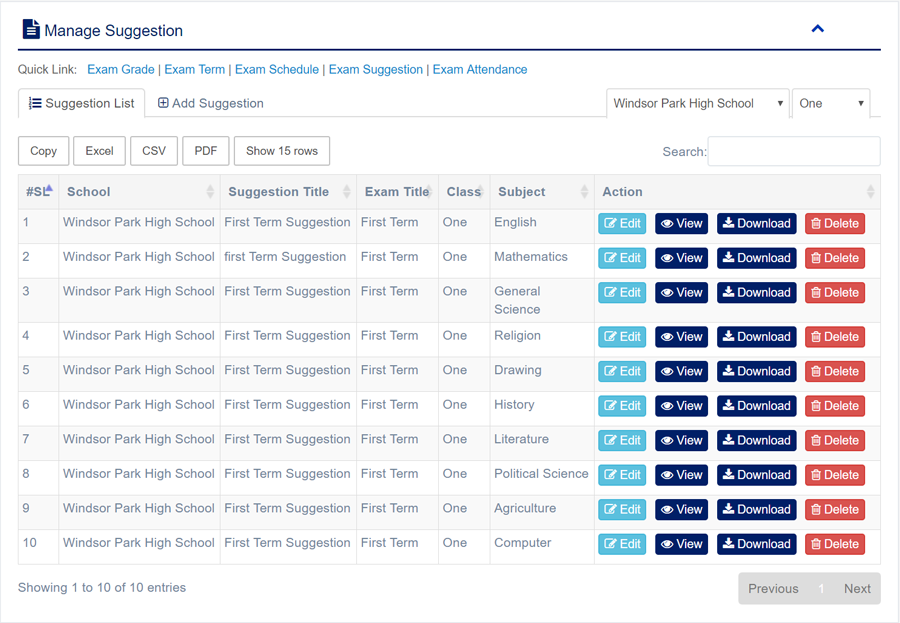 Manage Suggestion
Quick Link: Exam Grade | Exam Term | Exam Schedule | Exam Suggestion | Exam Attendance
Suggestion List Add Suggestion Windsor Park High School One
Copy Excel CSV PDF Show 15 rows Search:
#SL School Suggestion Title Exam Title Class Subject Action
1 Windsor Park High School First Term Suggestion First Term One English Edit View Download Delete
2 Windsor Park High School first Term Suggestion First Term One Mathematics Edit View Download Delete
3 Windsor Park High School First Term Suggestion First Term One General Edit View Download Delete
Science
4 Windsor Park High School First Term Suggestion First Term One Religion Edit View Download Delete
5 Windsor Park High School First Term Suggestion First Term One Drawing Edit View Download Delete
6 Windsor Park High School First Term Suggestion First Term One History Edit View Download Delete
7 Windsor Park High School First Term Suggestion First Term One Literature Edit View Download Delete
8 Windsor Park High School First Term Suggestion First Term One Political Science Edit View Download Delete
9 Windsor Park High School First Term Suggestion First Term One Agriculture Edit View Download Delete
10 Windsor Park High School First Term Suggestion First Term One Computer Edit View Download Delete
Showing 1 to 10 of 10 entries Previous 1 Next